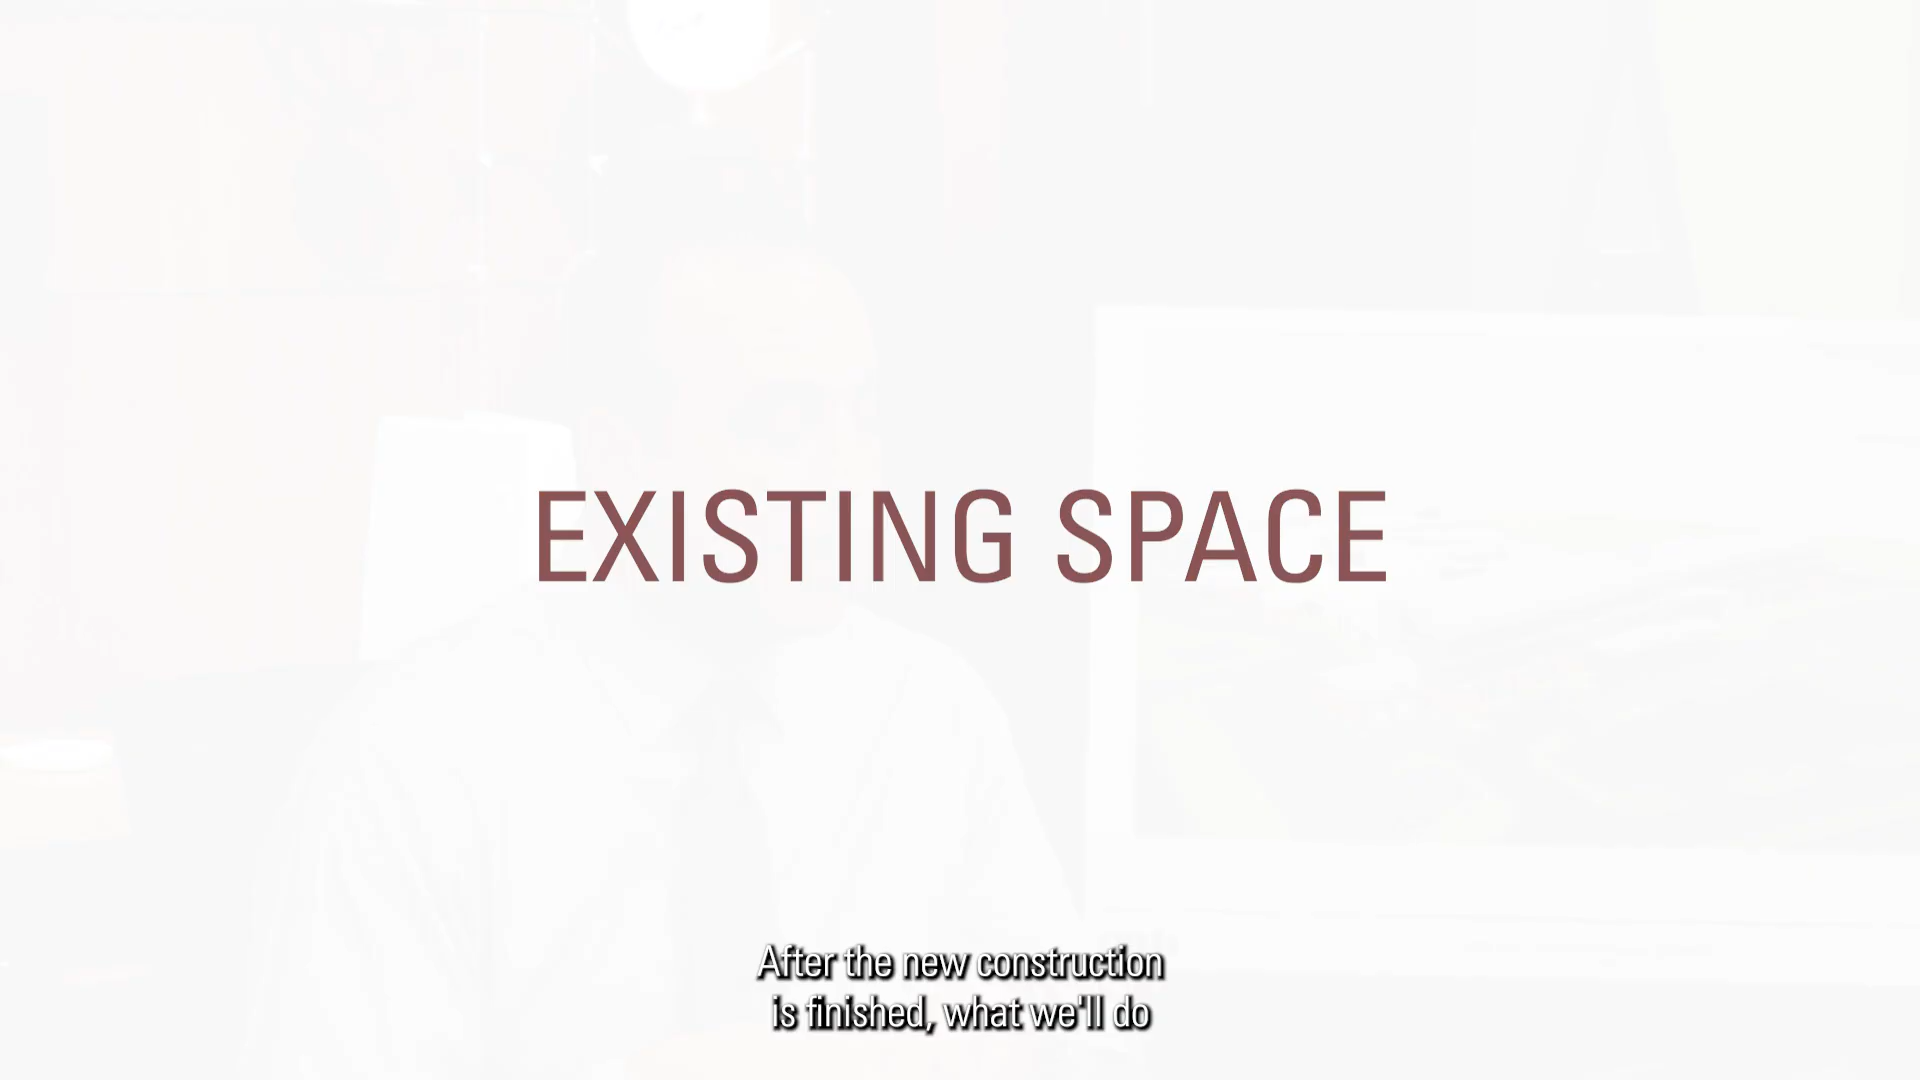 EXISTING SPACE
After the new construction
is finished, what we'll do